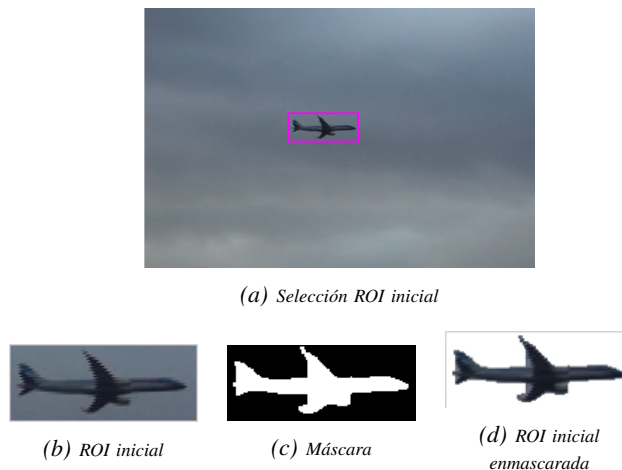 (a) Selección ROI inicial
(b) ROI inicial
(c) Máscara
(d) ROI inicial
enmascarada